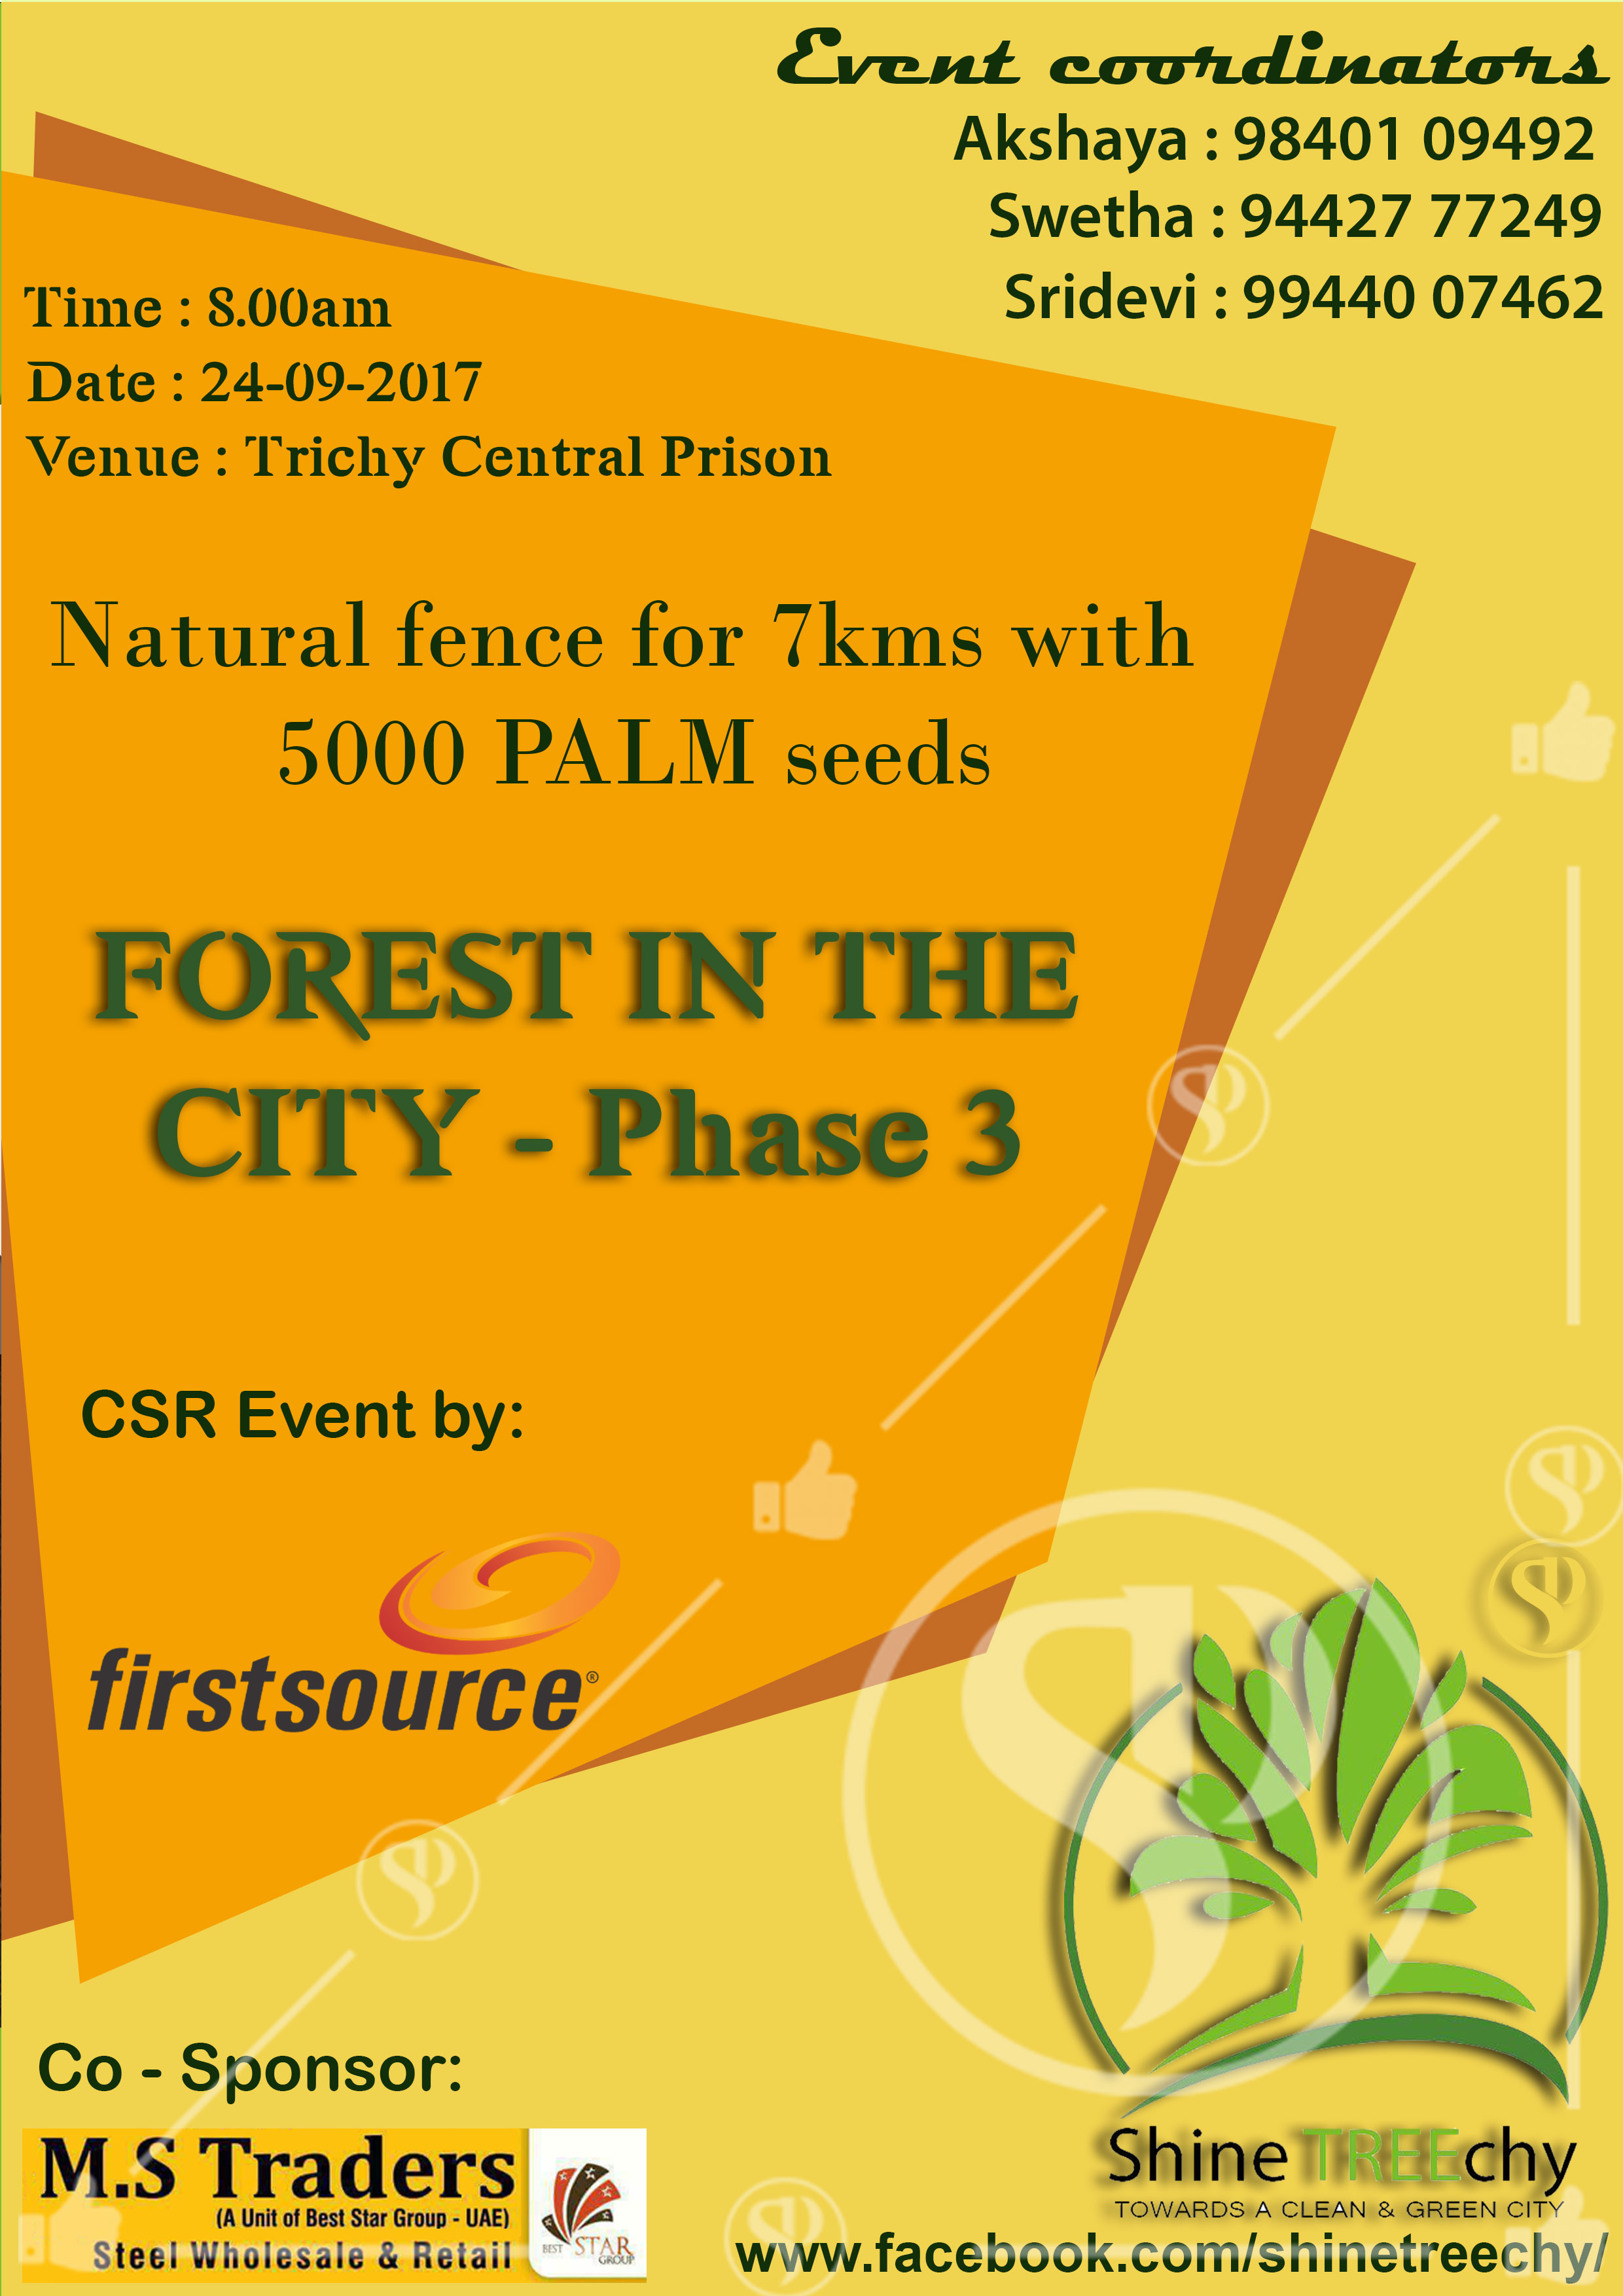 Event coordinators
Akshaya : 98401 09492
Swetha : 94427 77249
Sridevi : 99440 07462
Time : 8.00am
Date : 24-09-2017
Venue : Trichy Central Prison
Natural fence for 7kms with
5000 PALM seeds
FOREST IN THE
CITY - Phase 3
CSR Event by:
firstsource®
Co - Sponsor:
M.S Traders
(A Unit of Best Star Group - UAE)
Steel Wholesale & Retail
BEST STAR
GROUP
Shine TREEchy
TOWARDS A CLEAN & GREEN CITY
www.facebook.com/shinetreechy/